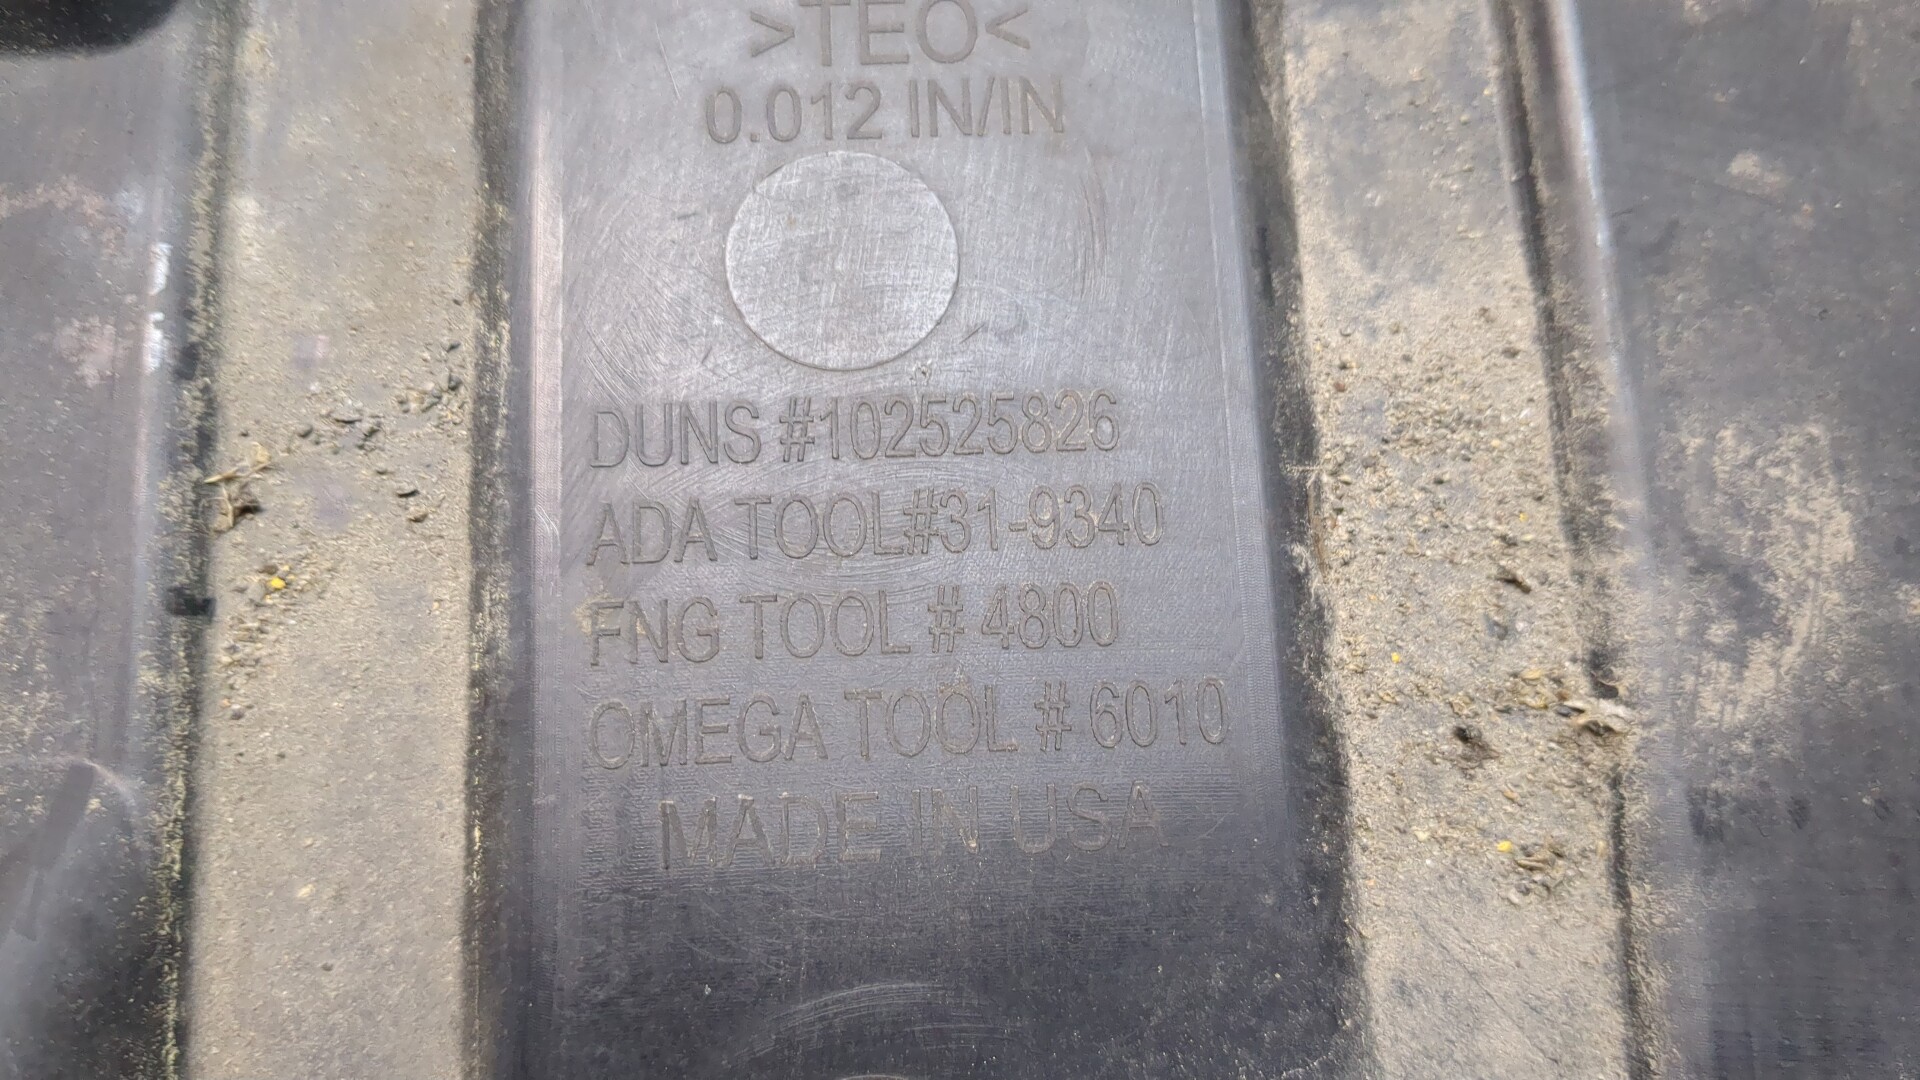 >TEO<
0.012 IN/IN
DUNS #102525826
ADA TOOL#31-9340
FNG TOOL # 4800
OMEGA TOOL # 6010
MADE IN USA